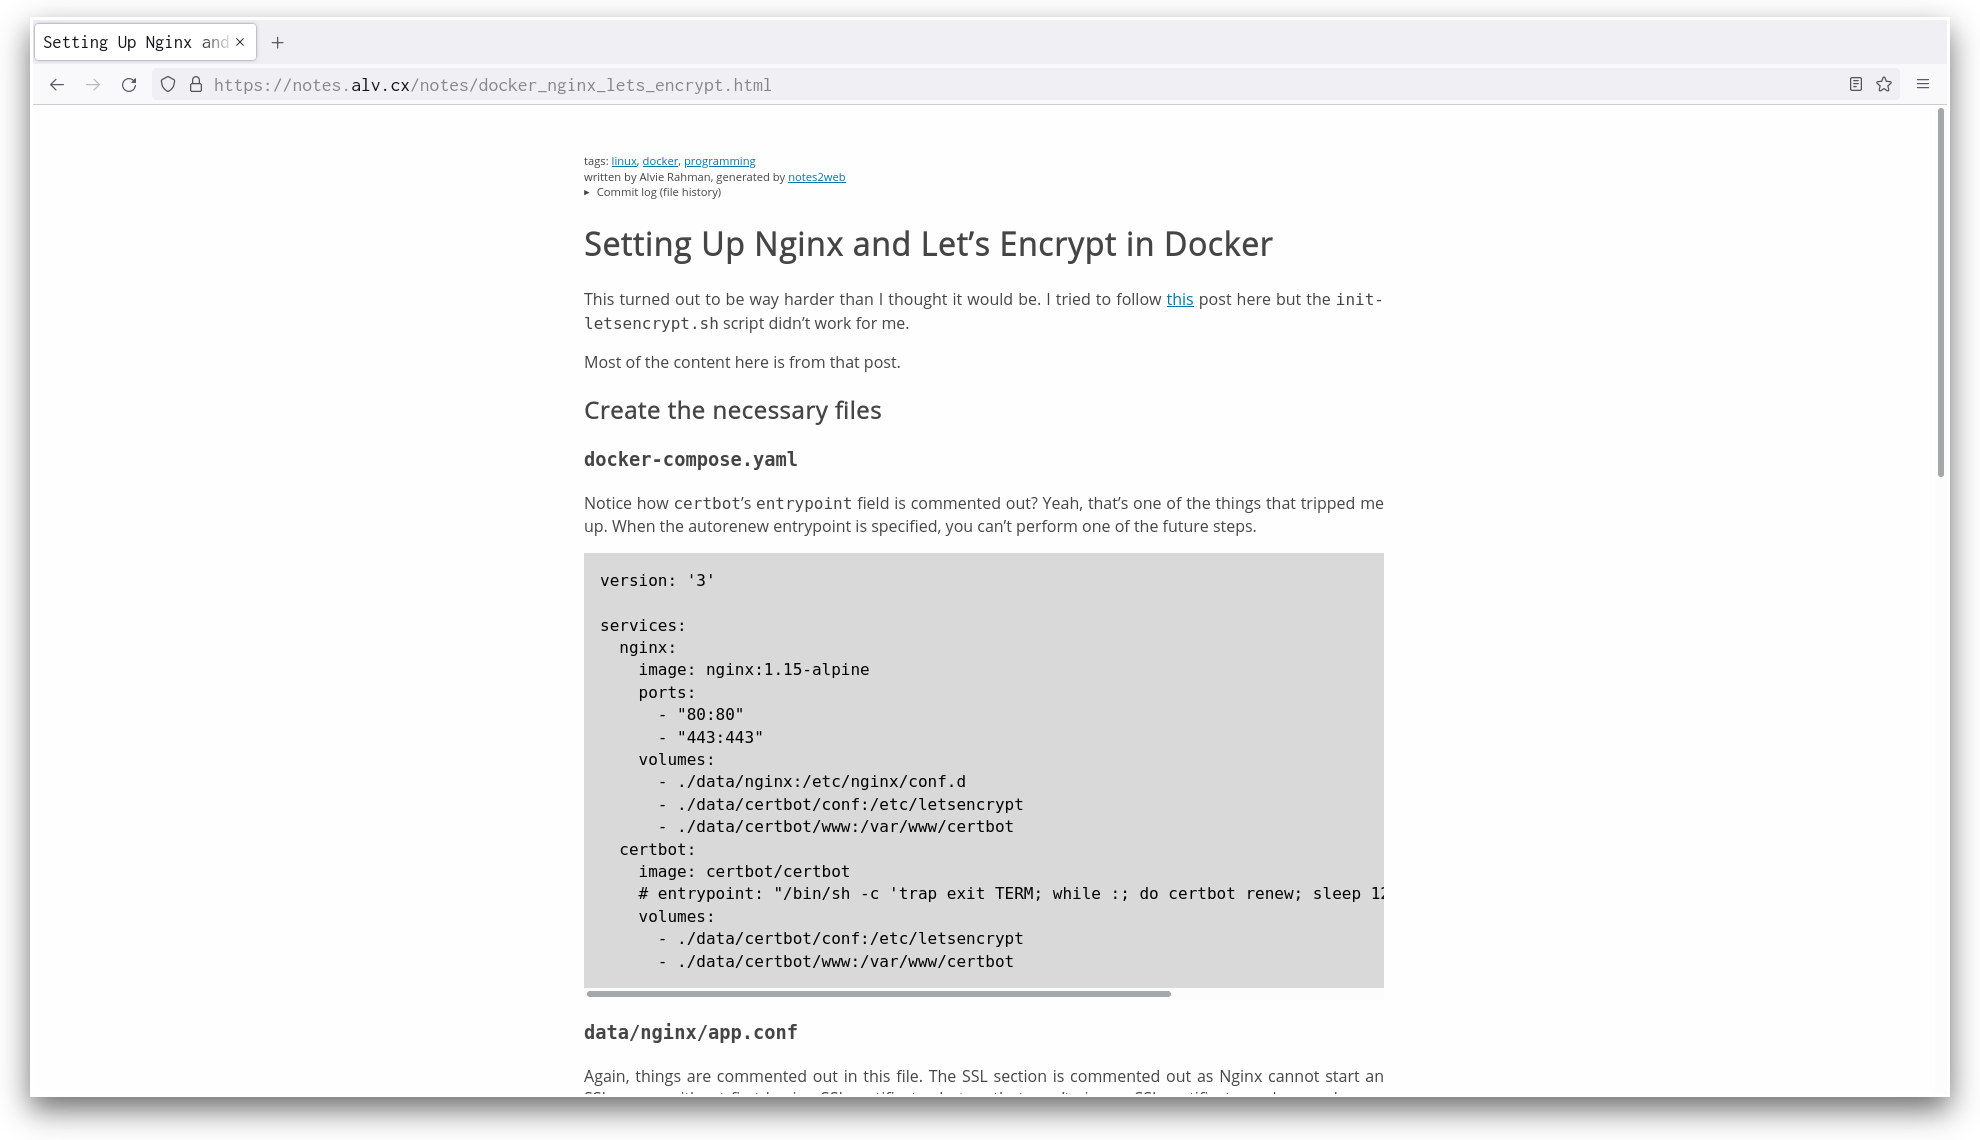 Setting Up Nginx and
https://notes.alv.cx/notes/docker_nginx_lets_encrypt.html
tags: linux, docker, programming
written by Alvie Rahman, generated by notes2web
▸ Commit log (file history)
Setting Up Nginx and Let’s Encrypt in Docker
This turned out to be way harder than I thought it would be. I tried to follow this post here but the init-
letsencrypt.sh script didn’t work for me.
Most of the content here is from that post.
Create the necessary files
docker-compose.yaml
Notice how certbot’s entrypoint field is commented out? Yeah, that’s one of the things that tripped me
up. When the autorenew entrypoint is specified, you can’t perform one of the future steps.
version: '3'
services:
nginx:
image: nginx:1.15-alpine
ports:
- "80:80"
- "443:443"
volumes:
- ./data/nginx:/etc/nginx/conf.d
- ./data/certbot/conf:/etc/letsencrypt
- ./data/certbot/www:/var/www/certbot
certbot:
image: certbot/certbot
# entrypoint: "/bin/sh -c 'trap exit TERM; while :; do certbot renew; sleep 12
volumes:
- ./data/certbot/conf:/etc/letsencrypt
- ./data/certbot/www:/var/www/certbot
data/nginx/app.conf
Again, things are commented out in this file. The SSL section is commented out as Nginx cannot start an